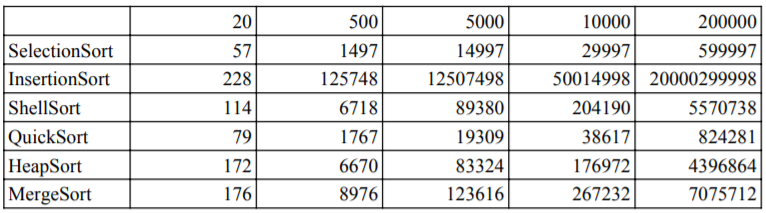 20 500 5000 10000 200000
SelectionSort 57 1497 14997 29997 599997
InsertionSort 228 125748 12507498 50014998 20000299998
ShellSort 114 6718 89380 204190 5570738
QuickSort 79 1767 19309 38617 824281
HeapSort 172 6670 83324 176972 4396864
MergeSort 176 8976 123616 267232 7075712